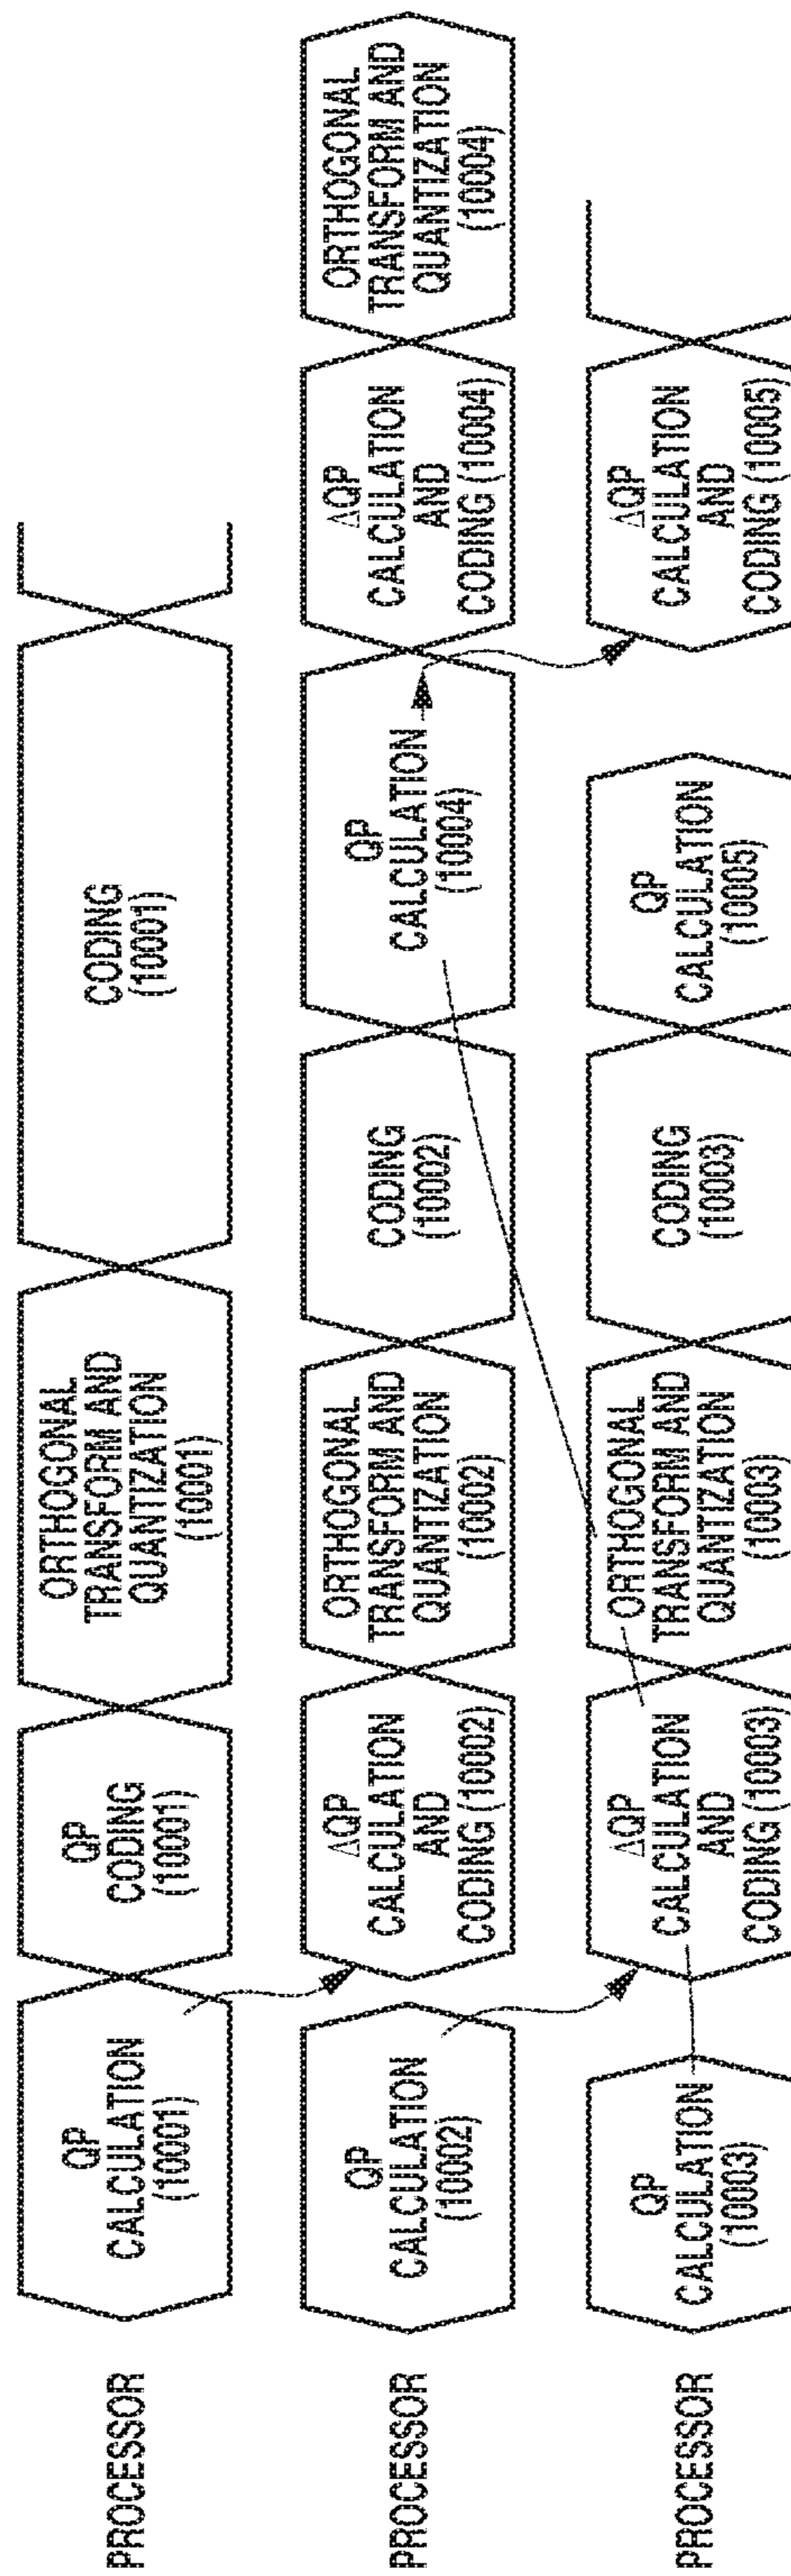 PROCESSOR
QP
CALCULATION
(10001)
QP
CODING
(10001)
ORTHOGONAL
TRANSFORM AND
QUANTIZATION
(10001)
CODING
(10001)
PROCESSOR
QP
CALCULATION
(10002)
ΔQP
CALCULATION
AND
CODING (10002)
ORTHOGONAL
TRANSFORM AND
QUANTIZATION
(10002)
CODING
(10002)
QP
CALCULATION
(10004)
ΔQP
CALCULATION
AND
CODING (10004)
ORTHOGONAL
TRANSFORM AND
QUANTIZATION
(10004)
PROCESSOR
QP
CALCULATION
(10003)
ΔQP
CALCULATION
AND
CODING (10003)
ORTHOGONAL
TRANSFORM AND
QUANTIZATION
(10003)
CODING
(10003)
QP
CALCULATION
(10005)
ΔQP
CALCULATION
AND
CODING (10005)